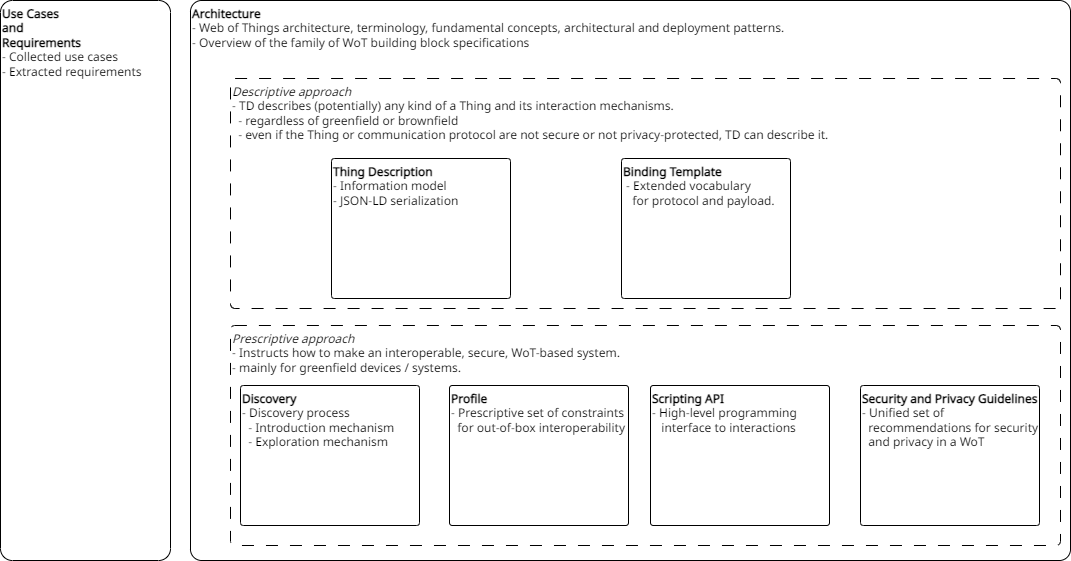 Use Cases
and
Requirements
- Collected use cases
- Extracted requirements
Architecture
- Web of Things architecture, terminology, fundamental concepts, architectural and deployment patterns.
- Overview of the family of WoT building block specifications
Descriptive approach
- TD describes (potentially) any kind of a Thing and its interaction mechanisms.
- regardless of greenfield or brownfield
- even if the Thing or communication protocol are not secure or not privacy-protected, TD can describe it.
Thing Description
- Information model
- JSON-LD serialization
Binding Template
- Extended vocabulary
for protocol and payload.
Prescriptive approach
- Instructs how to make an interoperable, secure, WoT-based system.
- mainly for greenfield devices / systems.
Discovery
- Discovery process
- Introduction mechanism
- Exploration mechanism
Profile
- Prescriptive set of constraints
for out-of-box interoperability
Scripting API
- High-level programming
interface to interactions
Security and Privacy Guidelines
- Unified set of
recommendations for security
and privacy in a WoT